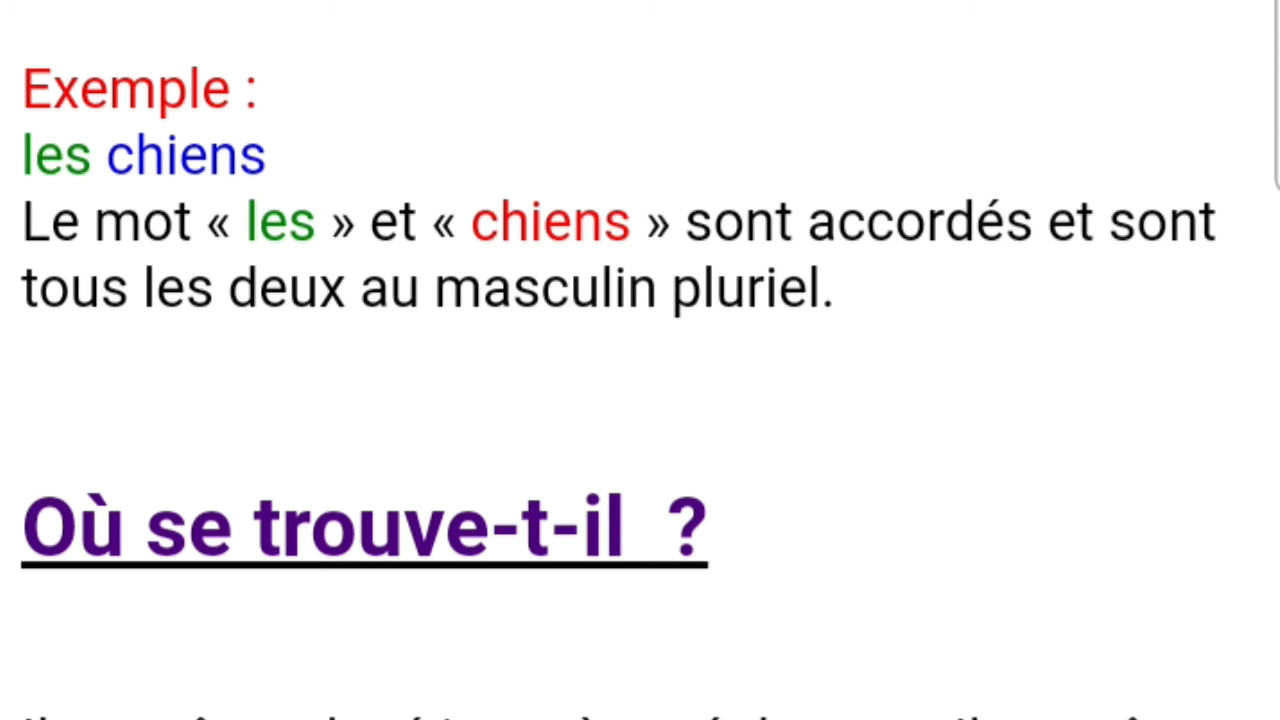 Exemple :
les chiens
Le mot « les » et « chiens » sont accordés et sont
tous les deux au masculin pluriel.
Où se trouve-t-il ?